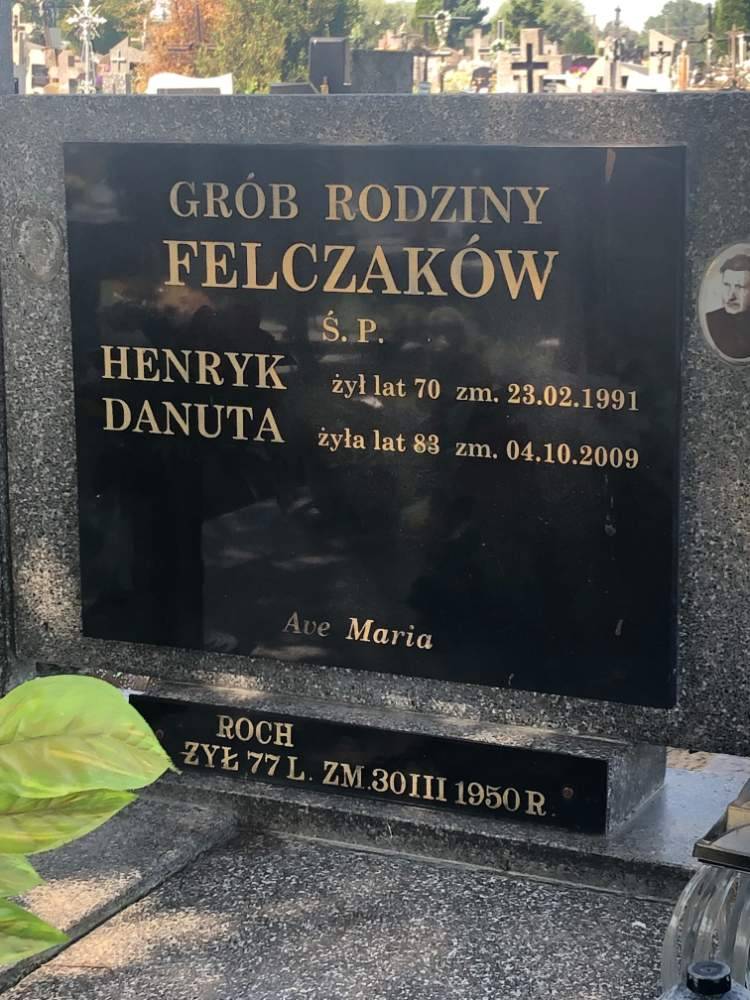 GRÓB RODZINY
FELCZAKÓW
Ś. P.
HENRYK żył lat 70 zm. 23.02.1991
DANUTA żyła lat 83 zm. 04.10.2009
Ave Maria
ROCH
ŻYŁ 77 L. ZM. 30 III 1950 R